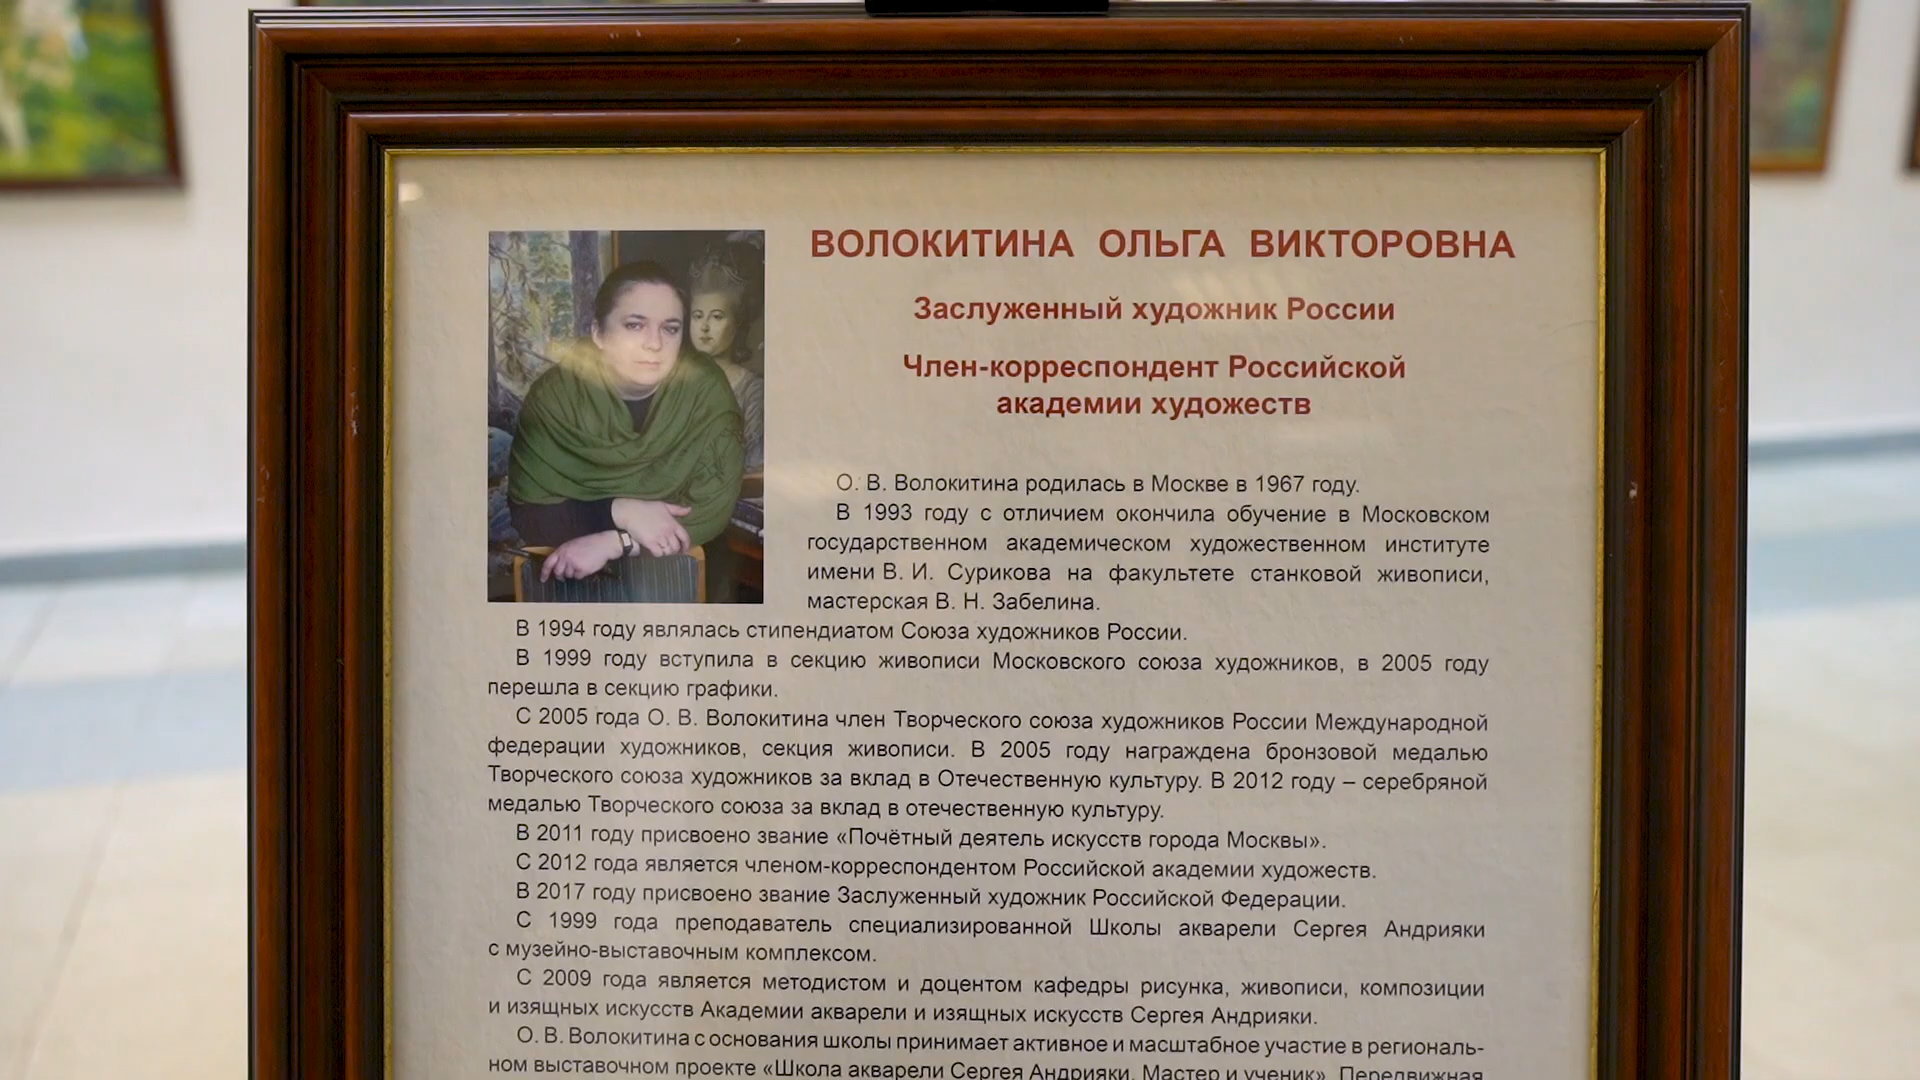 ВОЛОКИТИНА ОЛЬГА ВИКТОРОВНА
Заслуженный художник России
Член-корреспондент Российской
академии художеств
О. В. Волокитина родилась в Москве в 1967 году.
В 1993 году с отличием окончила обучение в Московском
государственном академическом художественном институте
имени В. И. Сурикова на факультете станковой живописи,
мастерская В. Н. Забелина.
В 1994 году являлась стипендиатом Союза художников России.
В 1999 году вступила в секцию живописи Московского союза художников, в 2005 году
перешла в секцию графики.
С 2005 года О. В. Волокитина член Творческого союза художников России Международной
федерации художников, секция живописи. В 2005 году награждена бронзовой медалью
Творческого союза художников за вклад в Отечественную культуру. В 2012 году – серебряной
медалью Творческого союза за вклад в отечественную культуру.
В 2011 году присвоено звание «Почётный деятель искусств города Москвы».
С 2012 года является членом-корреспондентом Российской академии художеств.
В 2017 году присвоено звание Заслуженный художник Российской Федерации.
С 1999 года преподаватель специализированной Школы акварели Сергея Андрияки
с музейно-выставочным комплексом.
С 2009 года является методистом и доцентом кафедры рисунка, живописи, композиции
и изящных искусств Академии акварели и изящных искусств Сергея Андрияки.
О. В. Волокитина с основания школы принимает активное и масштабное участие в региональ-
ном выставочном проекте «Школа акварели Сергея Андрияки. Мастер и ученик». Передвижная